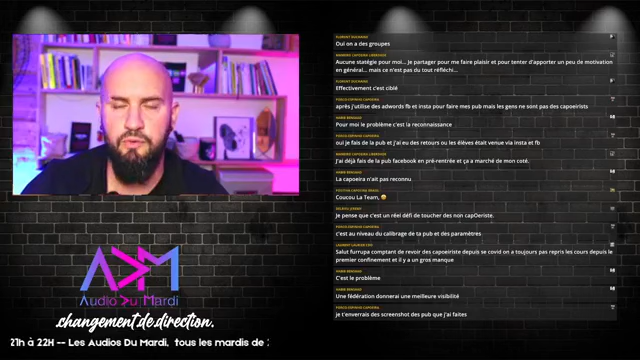 FLORENT DUCASSOU
Oui on a des groupes
Aucune statégie pour moi... Je partage pour me faire plaisir et pour tenter d'apporter un peu de motivation
en général... mais ce n'est pas du tout réfléchi...
Effectivement c'est ciblé
après j'utilise des adwords fb et insta pour faire mes pub mais les gens ne sont pas des capoeirists
Pour moi le problème c'est la reconnaissance
oui je fais de la pub et j'ai eu des retours ou les élèves était venue via Insta et fb
J'ai déjà fais de la pub facebook en pré-rentrée et ça a marché de mon coté.
La capoeira n'ait pas reconnu
Coucou La Team, 😄
Je pense que c'est un réel défi de toucher des non capOeriste.
c'est au niveau du calibrage de ta pub et des paramètres
Salut furrupa comptant de revoir des capoeiriste depuis se covid on a toujours pas repris les cours depuis le
premier confinement et il y a un gros manque
C'est le problème
Une fédération donnerai une meilleure visibilité
je t'enverrais des screenshot des pub que j'ai faites
ADM
Audio Du Mardi
.changement.de.direction.
21h à 22H -- Les Audios Du Mardi, tous les mardis de